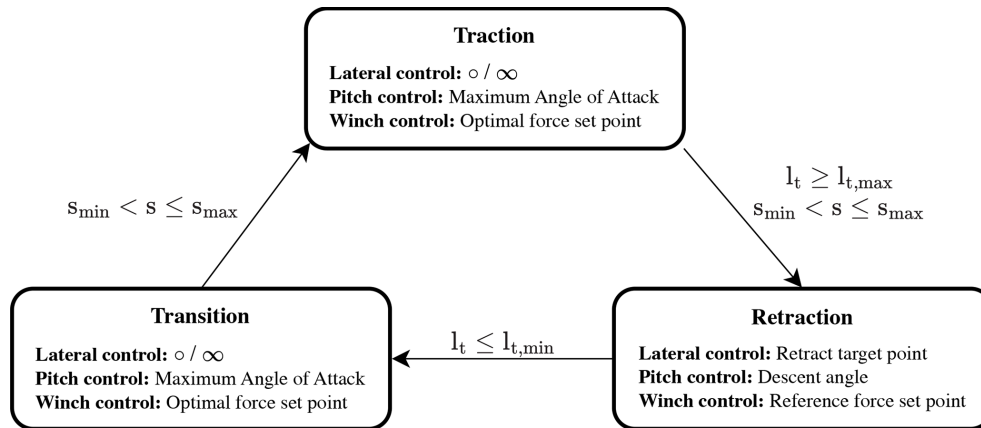 Traction
Lateral control: ○ / ∞
Pitch control: Maximum Angle of Attack
Winch control: Optimal force set point
s_min < s ≤ s_max
l_t ≥ l_t,max
s_min < s ≤ s_max
Transition
Lateral control: ○ / ∞
Pitch control: Maximum Angle of Attack
Winch control: Optimal force set point
l_t ≤ l_t,min
Retraction
Lateral control: Retract target point
Pitch control: Descent angle
Winch control: Reference force set point